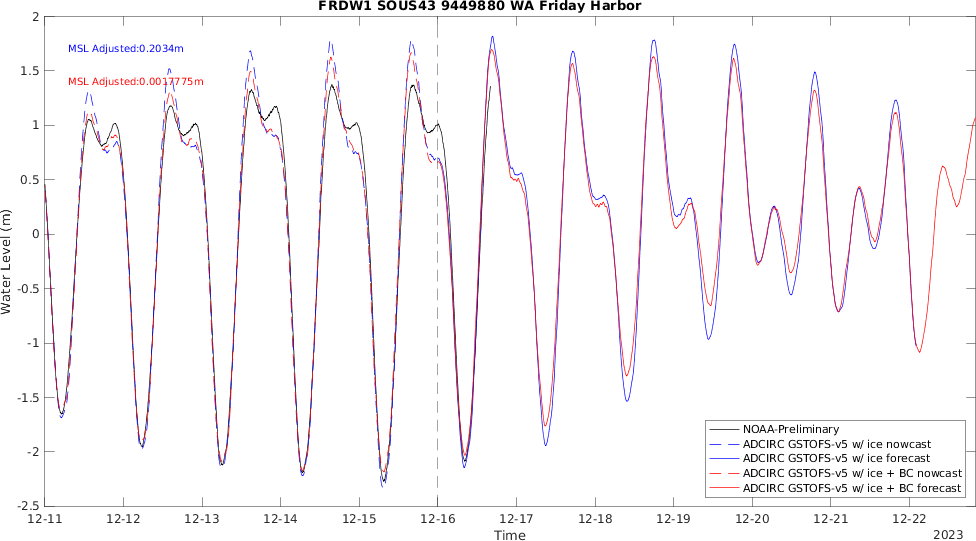 FRDW1 SOUS43 9449880 WA Friday Harbor
MSL Adjusted:0.2034m
MSL Adjusted:0.0017775m
Water Level (m)
2
1.5
1
0.5
0
-0.5
-1
-1.5
-2
-2.5
NOAA-Preliminary
ADCIRC GSTOFS-v5 w/ ice nowcast
ADCIRC GSTOFS-v5 w/ ice forecast
ADCIRC GSTOFS-v5 w/ ice + BC nowcast
ADCIRC GSTOFS-v5 w/ ice + BC forecast
12-11 12-12 12-13 12-14 12-15 12-16 12-17 12-18 12-19 12-20 12-21 12-22
Time
2023